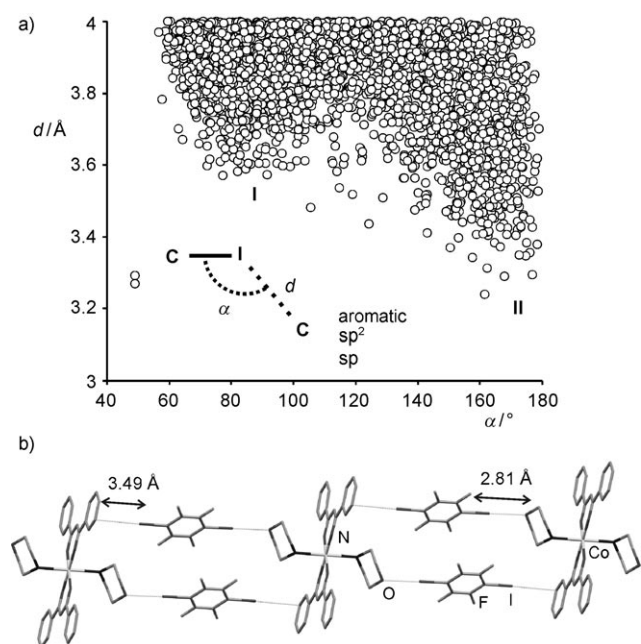 a)
4
3.8
d / Å
3.6
3.4
3.2
3
I
C I d
α
C
aromatic
sp²
sp
II
40 60 80 100 120 140 160 180
α / °
b)
3.49 Å
2.81 Å
N
Co
O
F
I